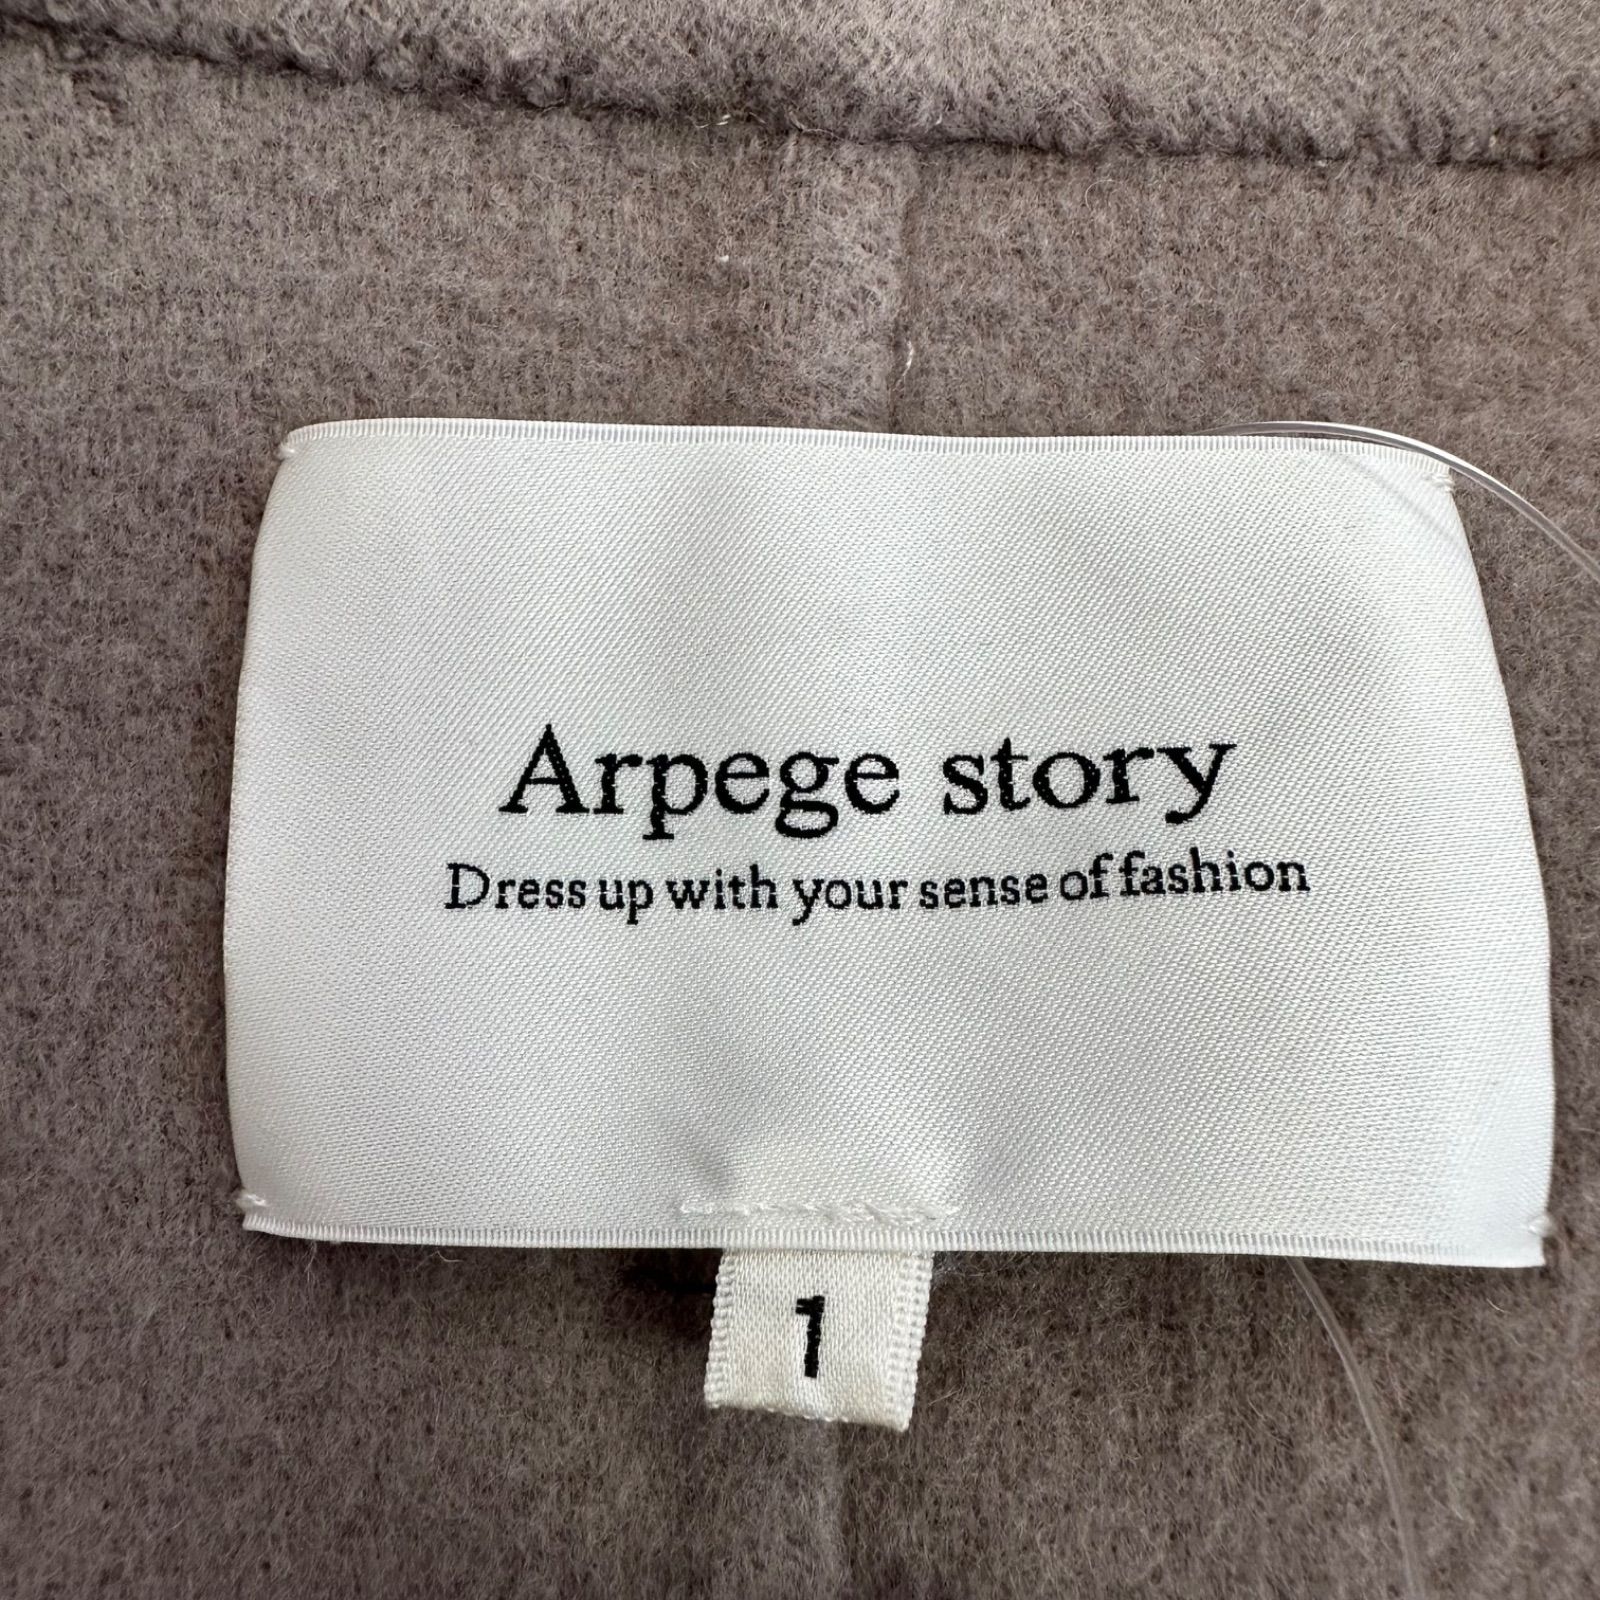 Arpege story
Dress up with your sense of fashion
1